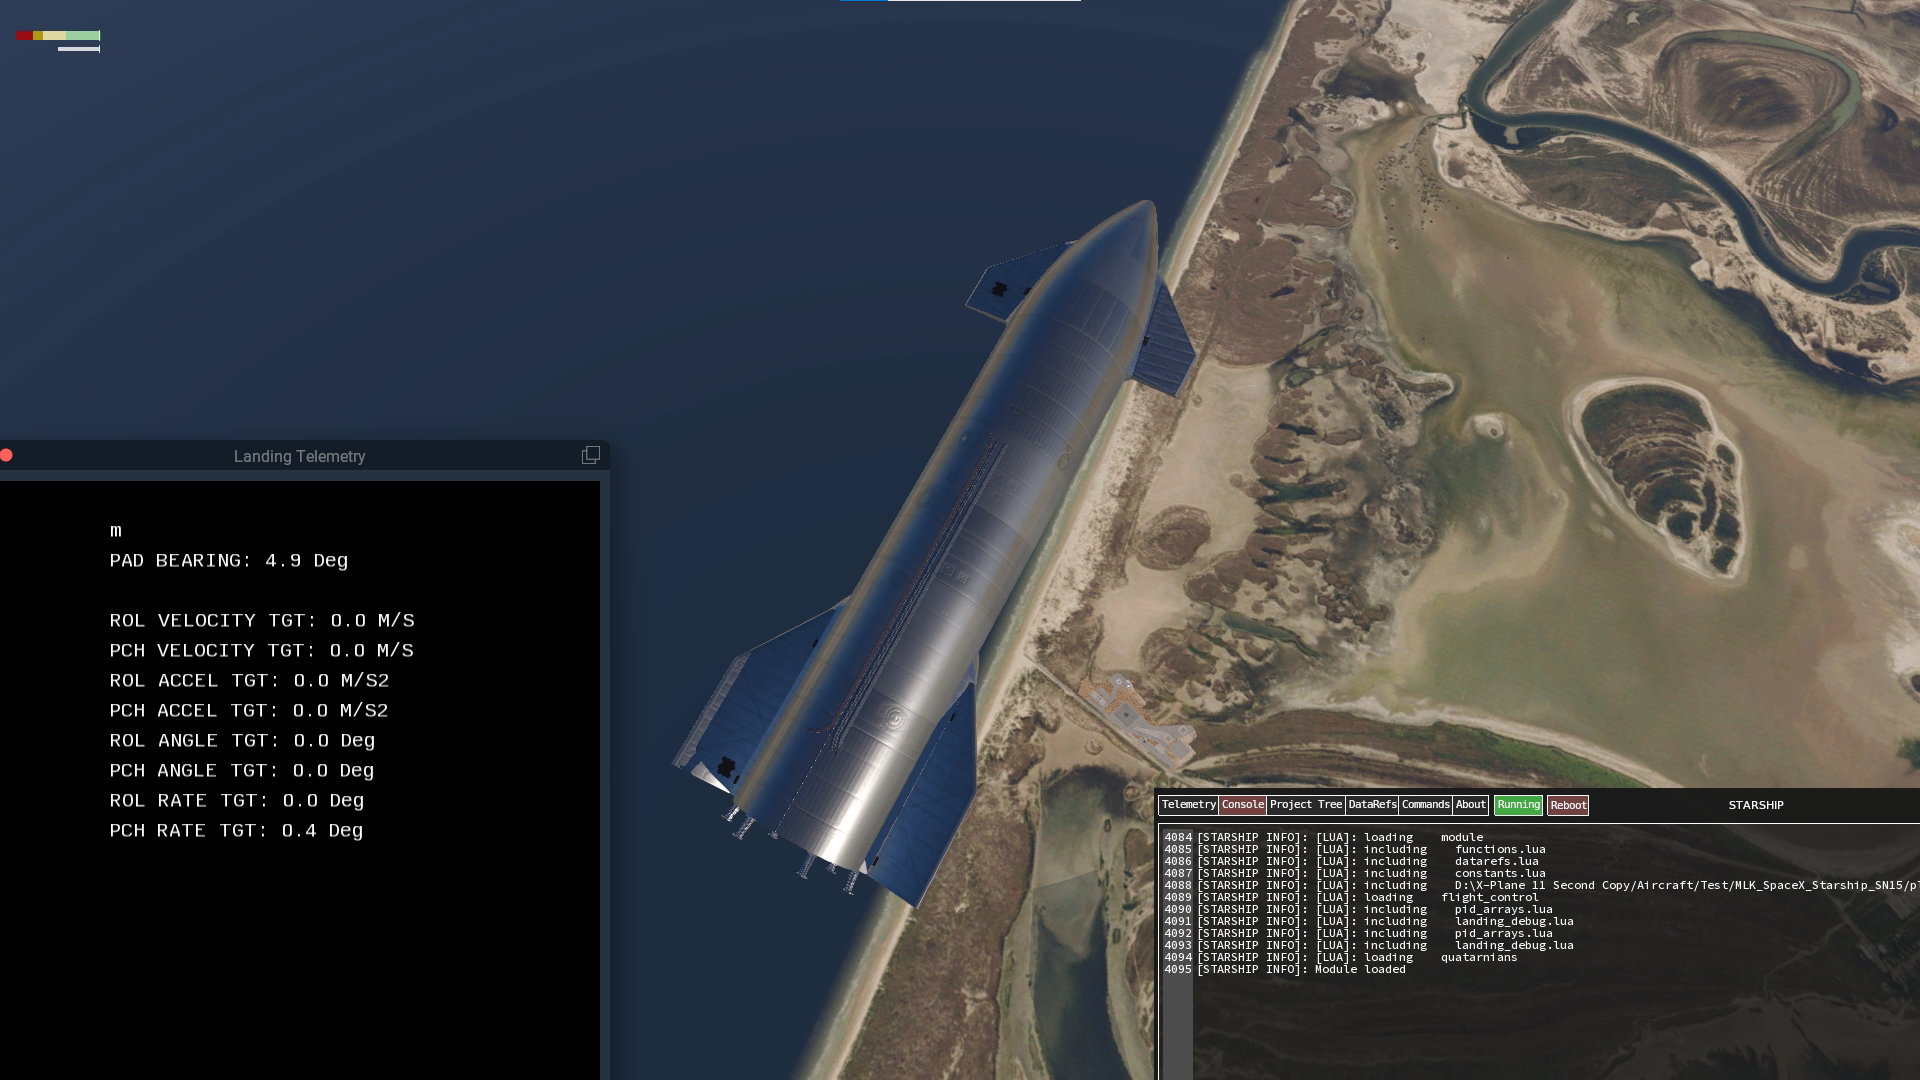 Landing Telemetry
m
PAD BEARING: 4.9 Deg
ROL VELOCITY TGT: 0.0 M/S
PCH VELOCITY TGT: 0.0 M/S
ROL ACCEL TGT: 0.0 M/S2
PCH ACCEL TGT: 0.0 M/S2
ROL ANGLE TGT: 0.0 Deg
PCH ANGLE TGT: 0.0 Deg
ROL RATE TGT: 0.0 Deg
PCH RATE TGT: 0.4 Deg
Telemetry Console Project Tree DataRefs Commands About Running Reboot STARSHIP
4084 [STARSHIP INFO]: [LUA]: loading module
4085 [STARSHIP INFO]: [LUA]: including functions.lua
4086 [STARSHIP INFO]: [LUA]: including datarefs.lua
4087 [STARSHIP INFO]: [LUA]: including constants.lua
4088 [STARSHIP INFO]: [LUA]: including D:\X-Plane 11 Second Copy/Aircraft/Test/MLK_SpaceX_Starship_SN15/pl
4089 [STARSHIP INFO]: [LUA]: loading flight_control
4090 [STARSHIP INFO]: [LUA]: including pid_arrays.lua
4091 [STARSHIP INFO]: [LUA]: including landing_debug.lua
4092 [STARSHIP INFO]: [LUA]: including pid_arrays.lua
4093 [STARSHIP INFO]: [LUA]: including landing_debug.lua
4094 [STARSHIP INFO]: [LUA]: loading quatarnians
4095 [STARSHIP INFO]: Module loaded